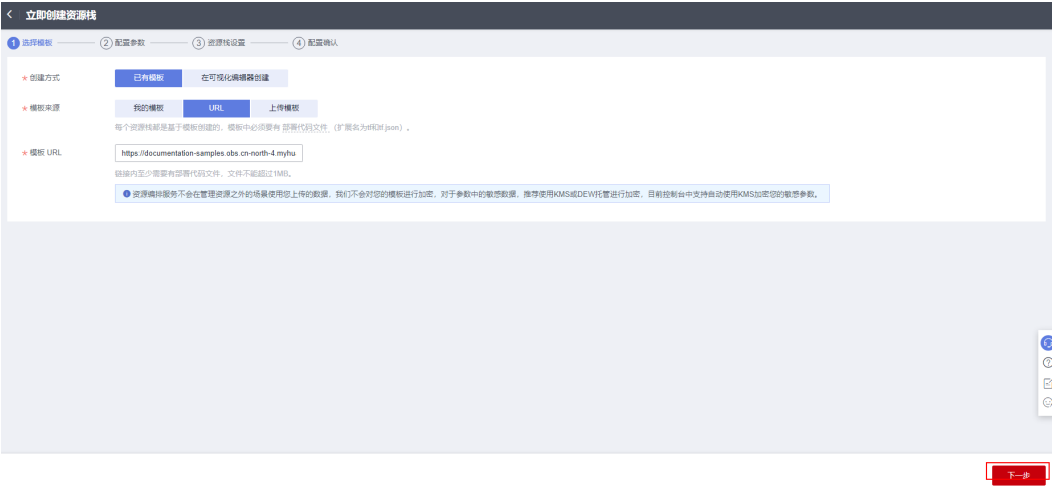 立即创建资源栈
1 选择模板 2 配置参数 3 资源栈设置 4 配置确认
* 创建方式 已有模板 在可视化编辑器创建
* 模板来源 我的模板 URL 上传模板
每个资源栈都是基于模板创建的，模板中必须要有 部署代码文件 （扩展名为tf和tf.json）。
* 模板 URL https://documentation-samples.obs.cn-north-4.myhu
链接内至少需要有部署代码文件，文件不能超过1MB。
资源编排服务不会在管理资源之外的场景使用您上传的数据，我们不会对您的模板进行加密，对于参数中的敏感数据，推荐使用KMS或DEW托管进行加密，目前控制台中支持自动使用KMS加密您的敏感参数。
下一步